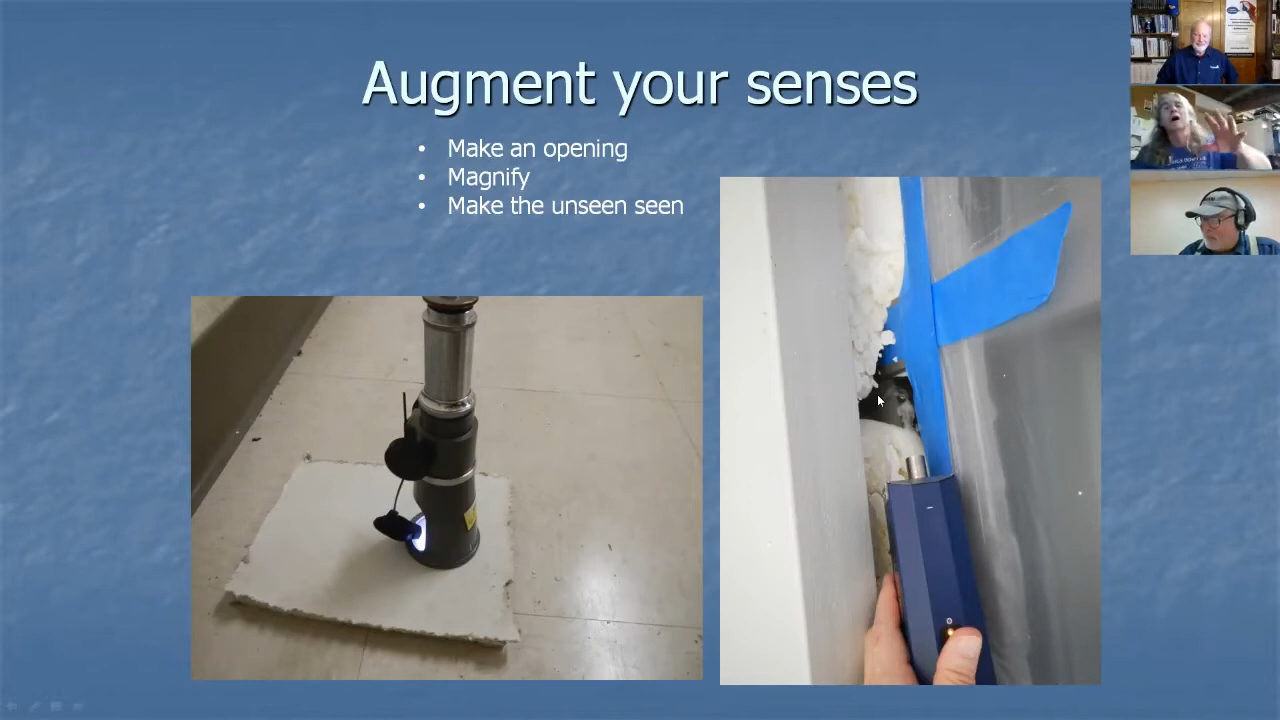 Augment your senses
• Make an opening
• Magnify
• Make the unseen seen